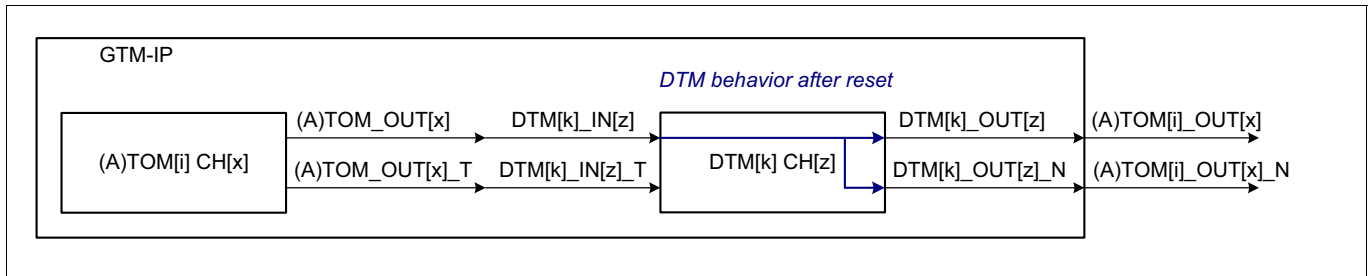 GTM-IP
DTM behavior after reset
(A)TOM_OUT[x] DTM[k]_IN[z] DTM[k]_OUT[z] (A)TOM[i]_OUT[x]
(A)TOM[i] CH[x] DTM[k] CH[z]
(A)TOM_OUT[x]_T DTM[k]_IN[z]_T DTM[k]_OUT[z]_N (A)TOM[i]_OUT[x]_N